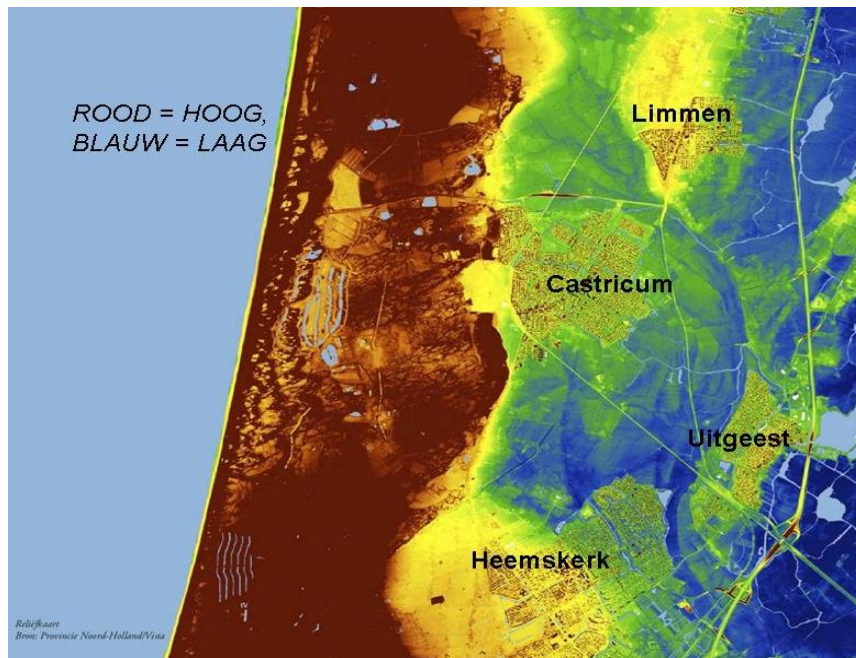 ROOD = HOOG,
BLAUW = LAAG
Limmen
Castricum
Uitgeest
Heemskerk
Reliëfkaart
Bron: Provincie Noord-Holland/Vista